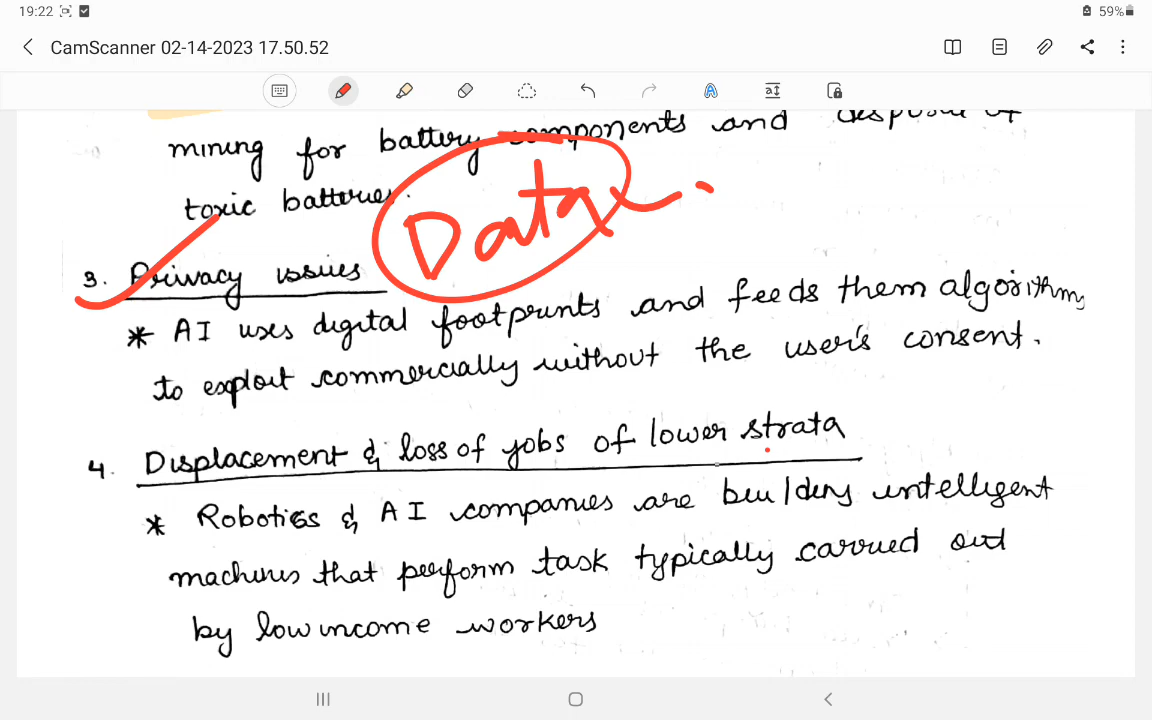 19:22
59%
CamScanner 02-14-2023 17.50.52
mining for battery components and disposal of
toxic batteries.
Data
3. Privacy issues
* AI uses digital footprints and feeds them algorithms
to exploit commercially without the user's consent.
4. Displacement & loss of jobs of lower strata
* Robotics & AI companies are building intelligent
machines that perform task typically carried out
by low income workers